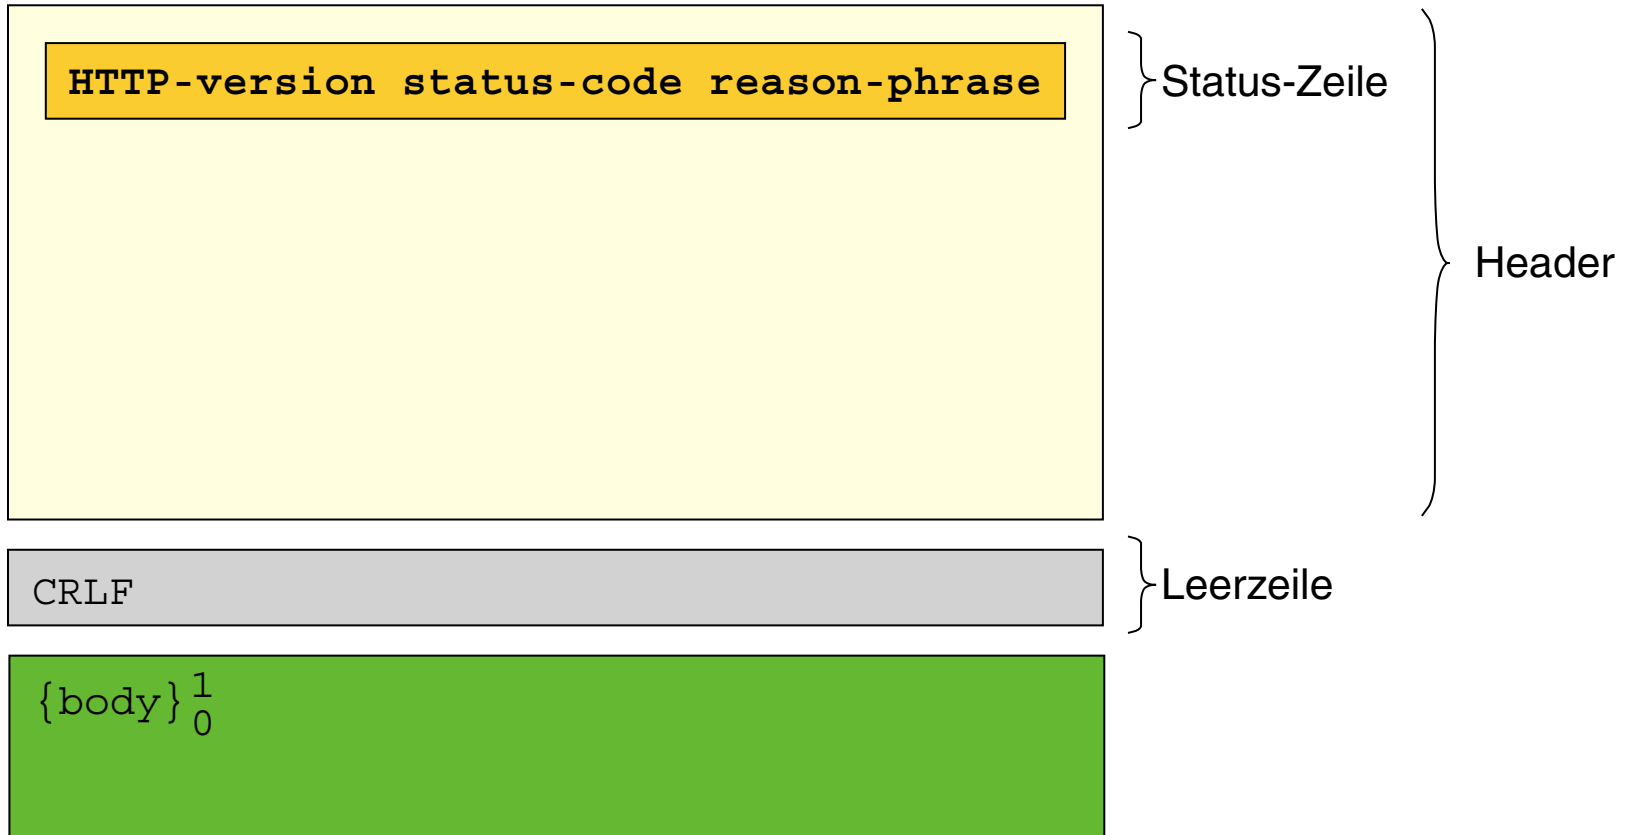 HTTP-version status-code reason-phrase
Status-Zeile
Header
CRLF
Leerzeile
{body}1
0